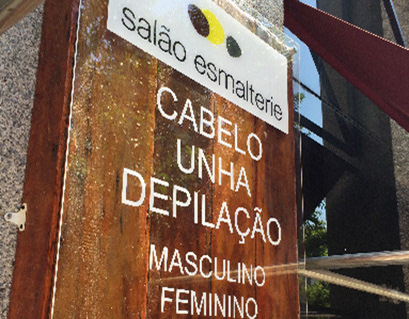 salão esmalterie
CABELO
UNHA
DEPILAÇÃO
MASCULINO
FEMININO